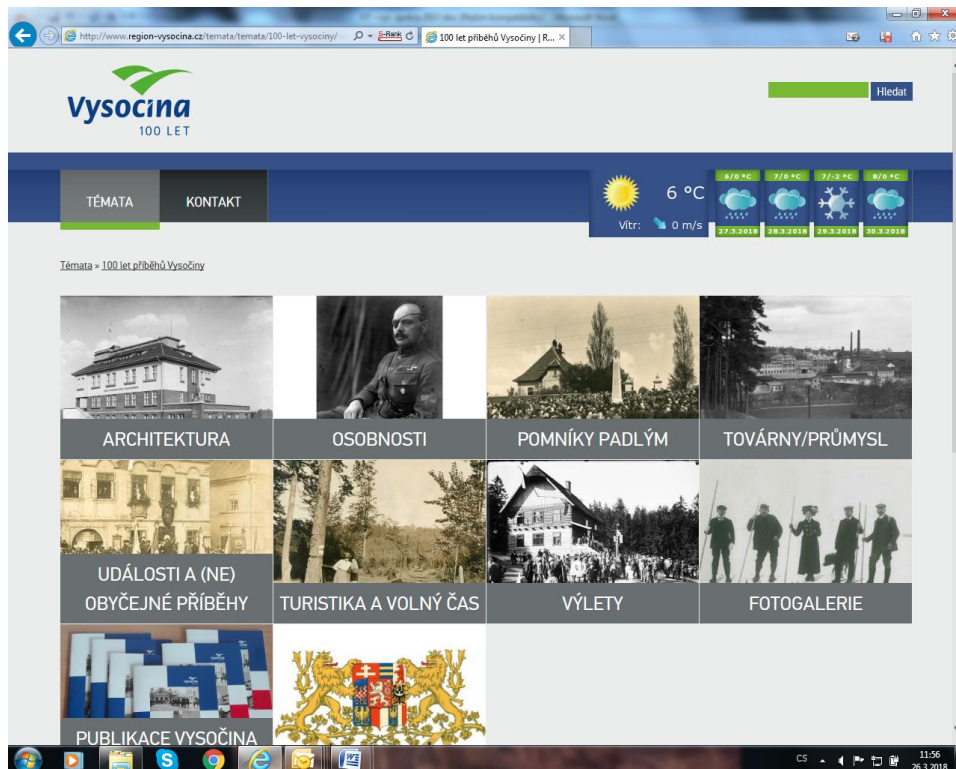 http://www.region-vysocina.cz/temata/temata/100-let-vysociny/
S-Rank
100 let příběhů Vysočiny | R...
Vysočina
100 LET
Hledat
TÉMATA
KONTAKT
6 °C
Vítr: 0 m/s
6/0 °C
7/0 °C
7/-2 °C
8/0 °C
27.3.2018
28.3.2018
29.3.2018
30.3.2018
Témata » 100 let příběhů Vysočiny
ARCHITEKTURA
OSOBNOSTI
POMNÍKY PADLÝM
TOVÁRNY/PRŮMYSL
UDÁLOSTI A (NE)
OBYČEJNÉ PŘÍBĚHY
TURISTIKA A VOLNÝ ČAS
VÝLETY
FOTOGALERIE
PUBLIKACE VYSOČINA
CS
11:56
26.3.2018